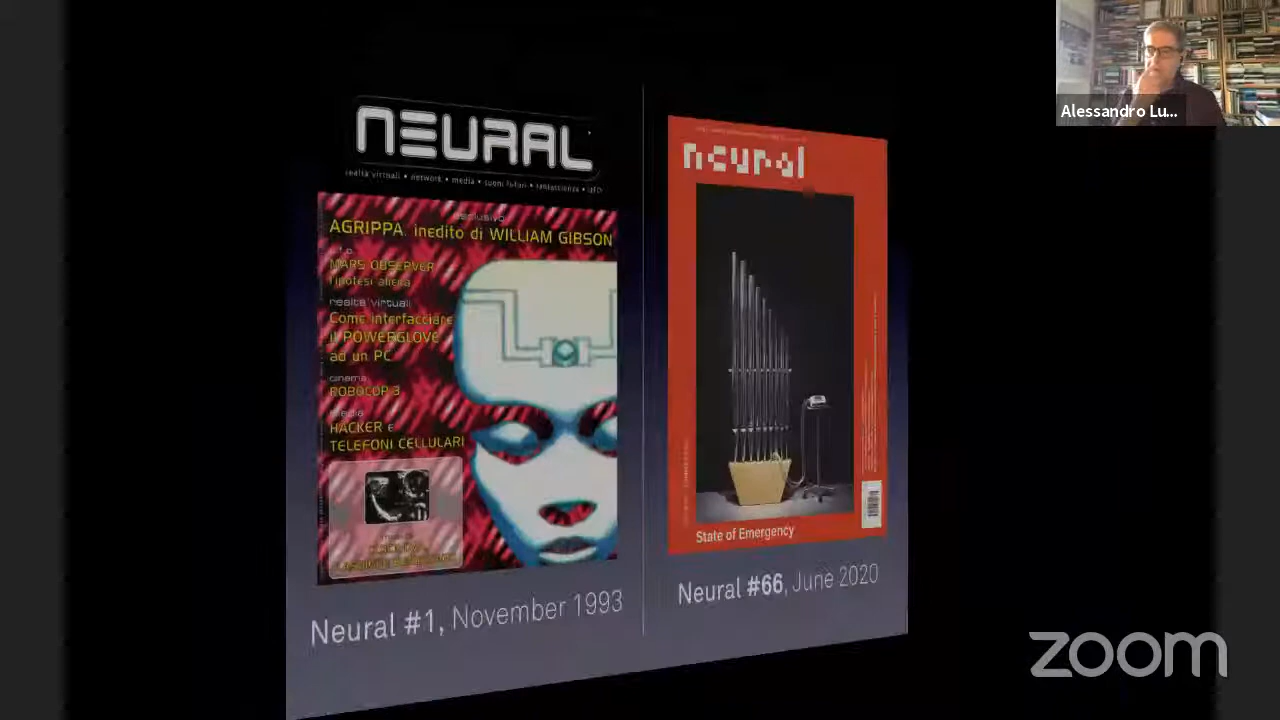 Alessandro Lu...
NEURAL
realtà virtuali • network • media • suoni futuri • fantascienza • UFO
esclusivo
AGRIPPA. inedito di WILLIAM GIBSON
u.f.o.
MARS OBSERVER
l'ipotesi aliena
realtà virtuali
Come interfacciare
il POWERGLOVE
ad un PC
cinema
ROBOCOP 3
media
HACKER e
TELEFONI CELLULARI
Neural #1, November 1993
neural
State of Emergency
Neural #66, June 2020
zoom